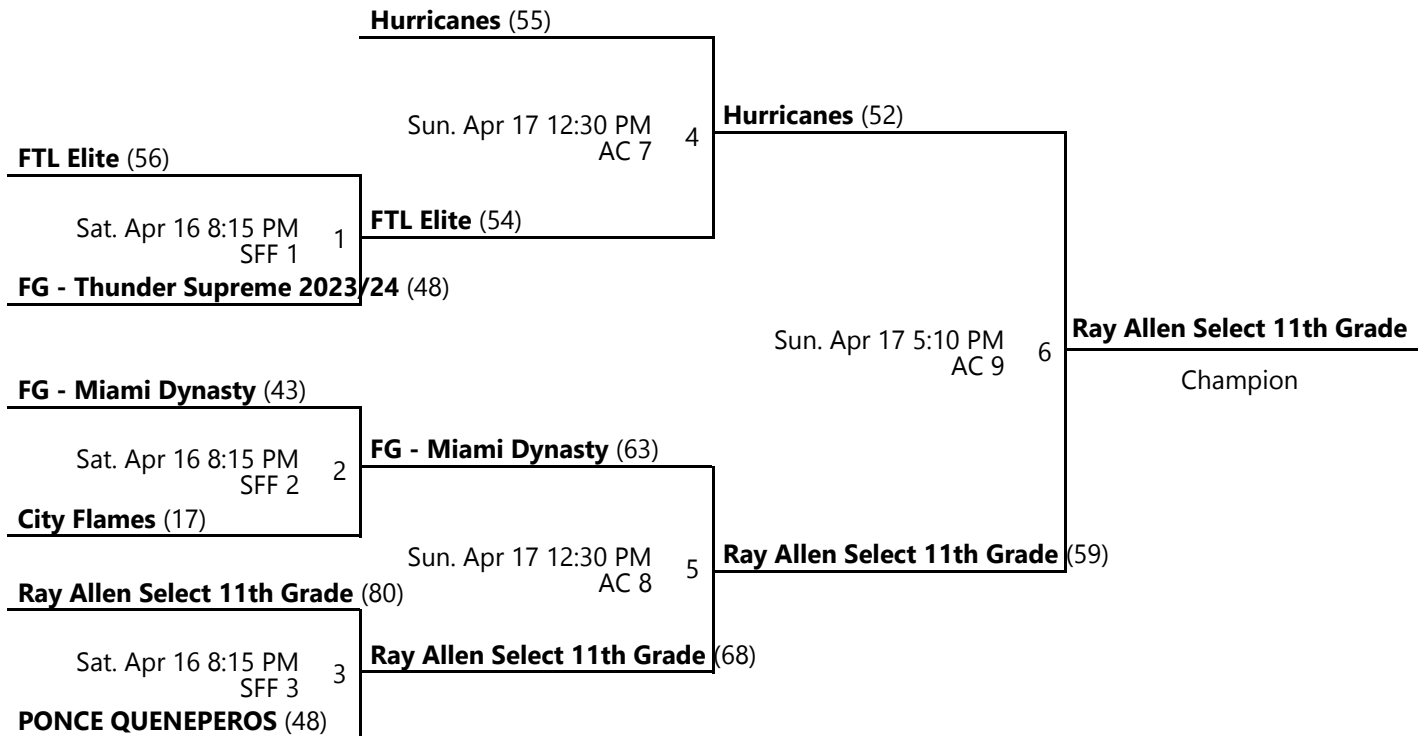 Hurricanes (55)
Sun. Apr 17 12:30 PM
AC 7
4
Hurricanes (52)
FTL Elite (56)
Sat. Apr 16 8:15 PM
SFF 1
1
FTL Elite (54)
FG - Thunder Supreme 2023/24 (48)
Sun. Apr 17 5:10 PM
AC 9
6
Ray Allen Select 11th Grade
Champion
FG - Miami Dynasty (43)
Sat. Apr 16 8:15 PM
SFF 2
2
FG - Miami Dynasty (63)
City Flames (17)
Sun. Apr 17 12:30 PM
AC 8
5
Ray Allen Select 11th Grade (59)
Ray Allen Select 11th Grade (80)
Sat. Apr 16 8:15 PM
SFF 3
3
Ray Allen Select 11th Grade (68)
PONCE QUENEPEROS (48)